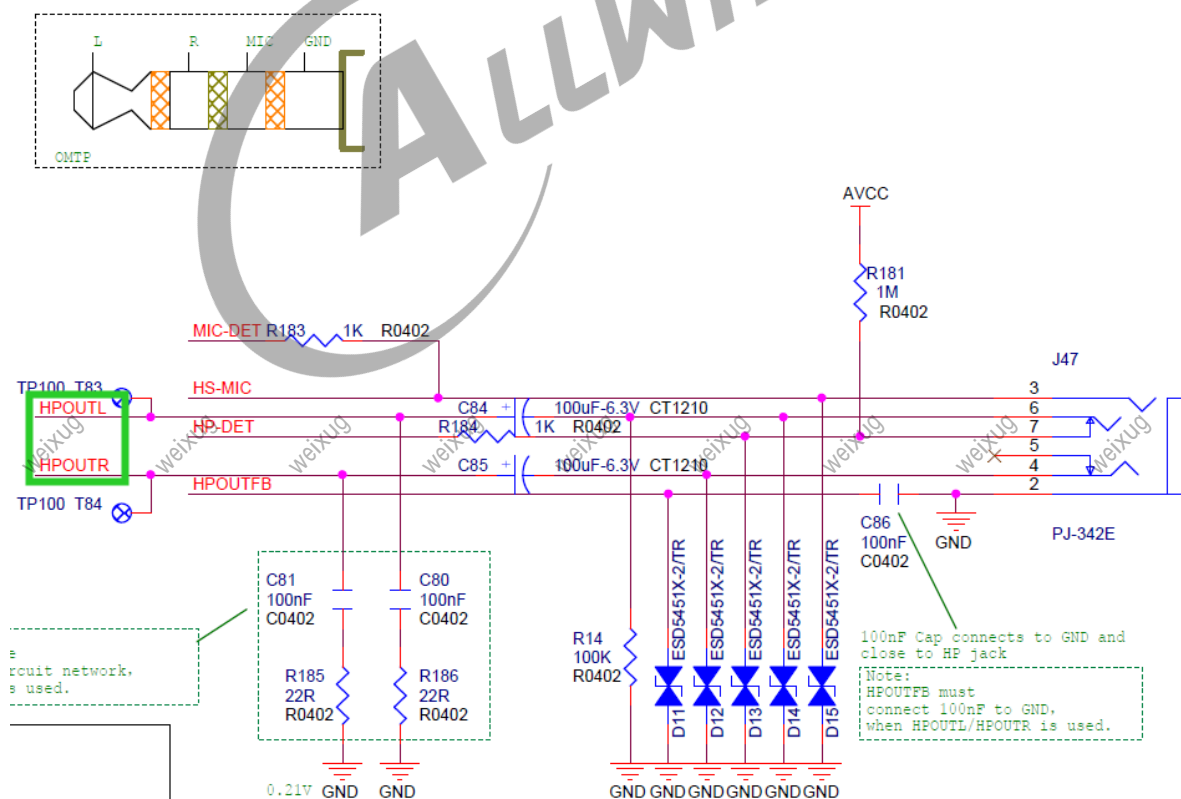 L R MIC GND
OMTP
ALLWI
AVCC
R181
1M
R0402
MIC-DET R183 1K R0402
J47
TP100 T83
HS-MIC
3
HPOUTL
C84 + 100uF-6.3V CT1210
6
HP-DET
R184 1K R0402
7
weixug weixug weixug weixug weixug weixug weixug weixug weixug
5
HPOUTR
C85 + 100uF-6.3V CT1210
4
HPOUTFB
2
TP100 T84
C86
100nF
C0402
GND
PJ-342E
C81
100nF
C0402
C80
100nF
C0402
ESD5451X-2/TR
ESD5451X-2/TR
ESD5451X-2/TR
ESD5451X-2/TR
ESD5451X-2/TR
R14
100K
R0402
100nF Cap connects to GND and
close to HP jack
e
rcuit network,
s used.
R185
22R
R0402
R186
22R
R0402
Note:
HPOUTFB must
connect 100nF to GND,
when HPOUTL/HPOUTR is used.
D11
D12
D13
D14
D15
0.21V GND GND
GND GND GND GND GND GND